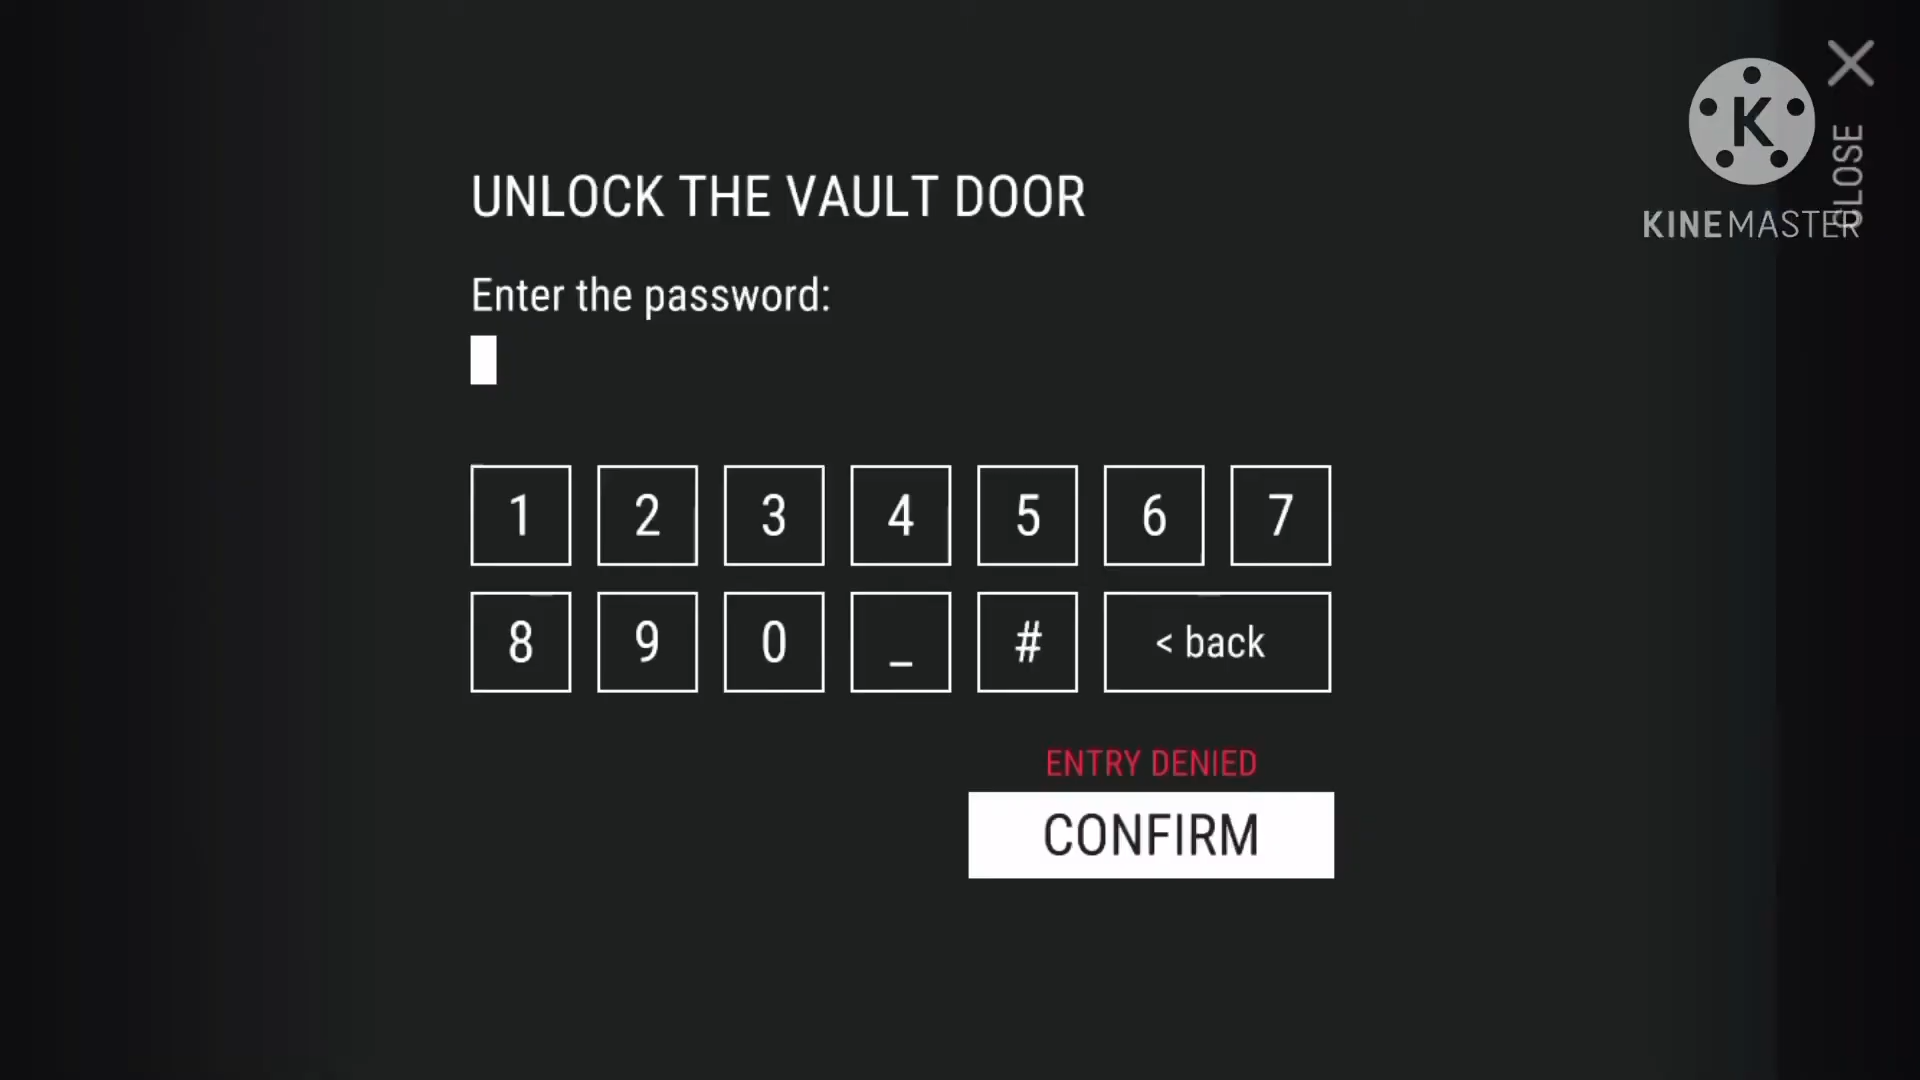 UNLOCK THE VAULT DOOR
Enter the password:
1 2 3 4 5 6 7
8 9 0 _ # < back
ENTRY DENIED
CONFIRM
K
KINEMASTER
CLOSE